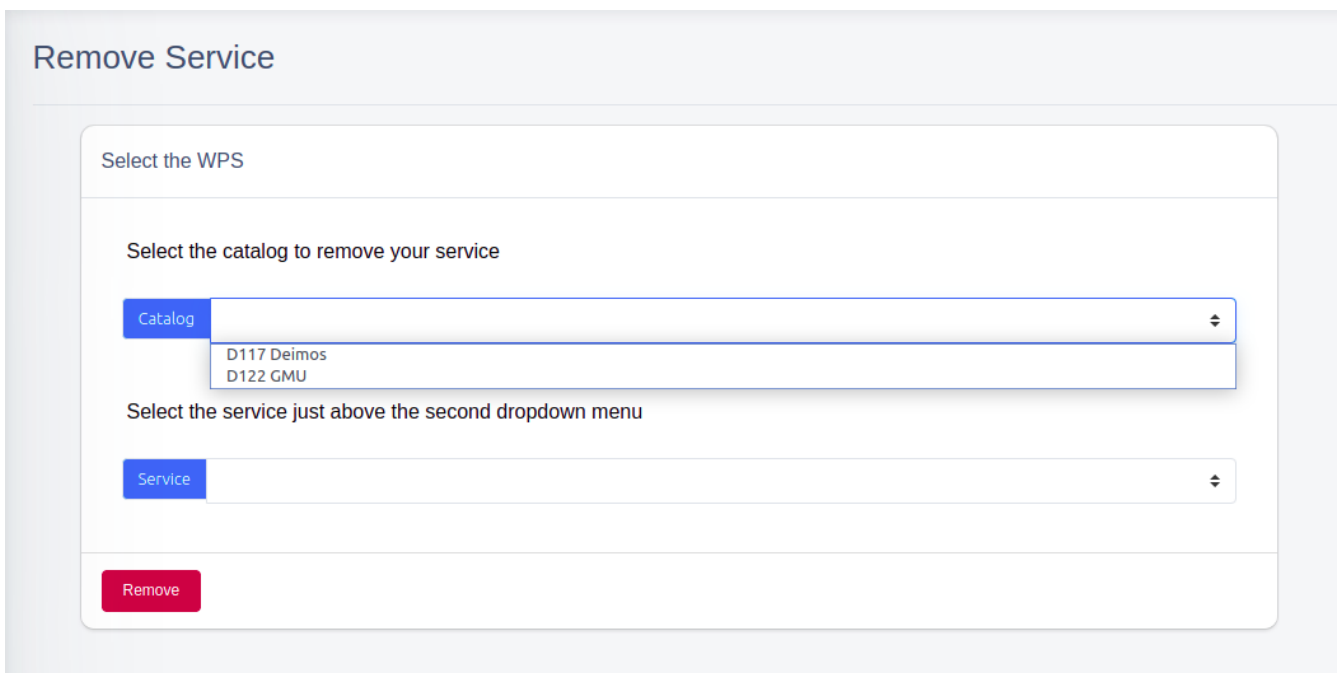 Remove Service
Select the WPS
Select the catalog to remove your service
Catalog
D117 Deimos
D122 GMU
Select the service just above the second dropdown menu
Service
Remove